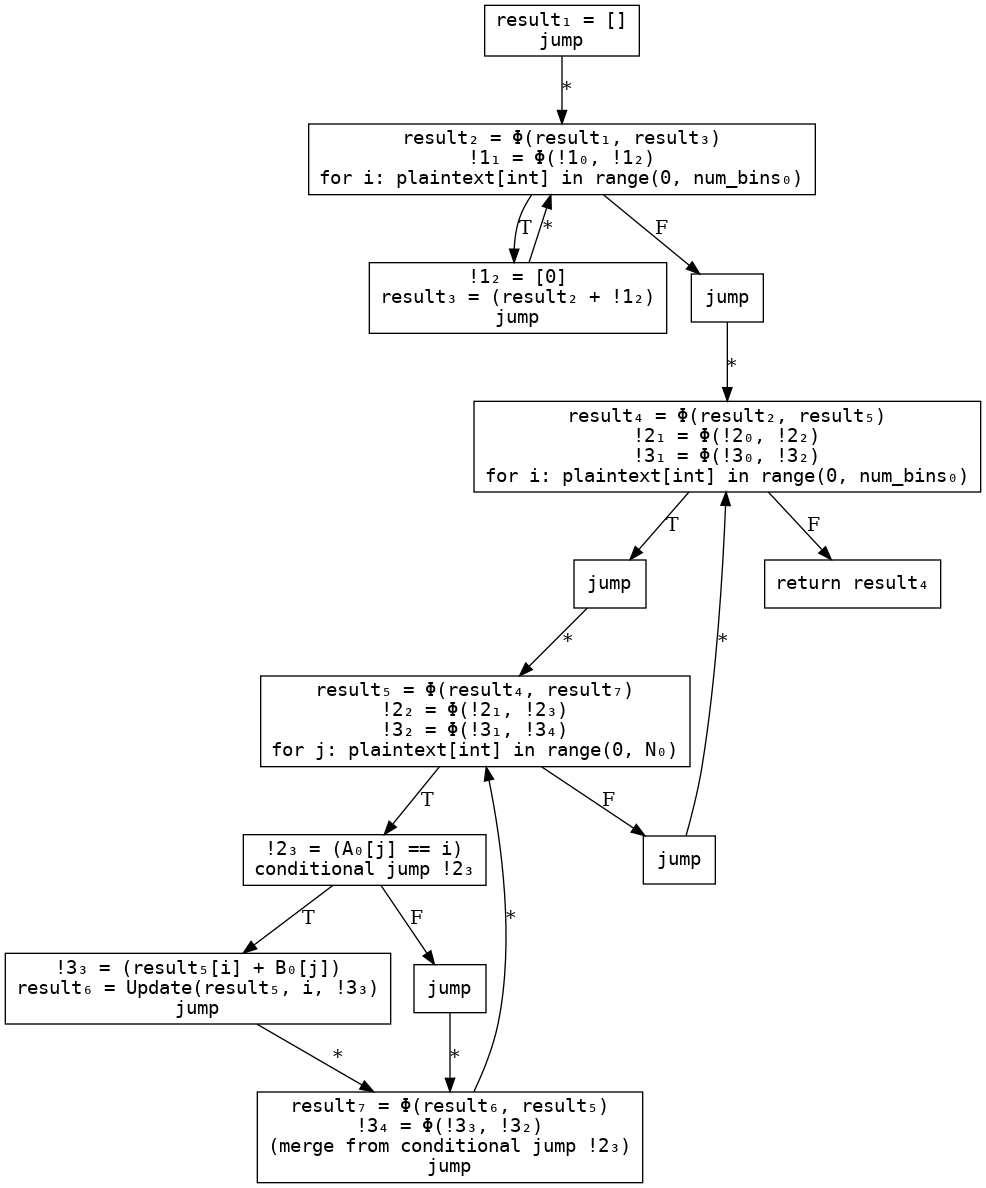 result₁ = []
jump
*
result₂ = Φ(result₁, result₃)
!1₁ = Φ(!1₀, !1₂)
for i: plaintext[int] in range(0, num_bins₀)
T
*
F
!1₂ = [0]
result₃ = (result₂ + !1₂)
jump
jump
*
result₄ = Φ(result₂, result₅)
!2₁ = Φ(!2₀, !2₂)
!3₁ = Φ(!3₀, !3₂)
for i: plaintext[int] in range(0, num_bins₀)
T
F
jump
return result₄
*
*
result₅ = Φ(result₄, result₇)
!2₂ = Φ(!2₁, !2₃)
!3₂ = Φ(!3₁, !3₄)
for j: plaintext[int] in range(0, N₀)
T
F
!2₃ = (A₀[j] == i)
conditional jump !2₃
jump
T
F
*
!3₃ = (result₅[i] + B₀[j])
result₆ = Update(result₅, i, !3₃)
jump
jump
*
*
result₇ = Φ(result₆, result₅)
!3₄ = Φ(!3₃, !3₂)
(merge from conditional jump !2₃)
jump